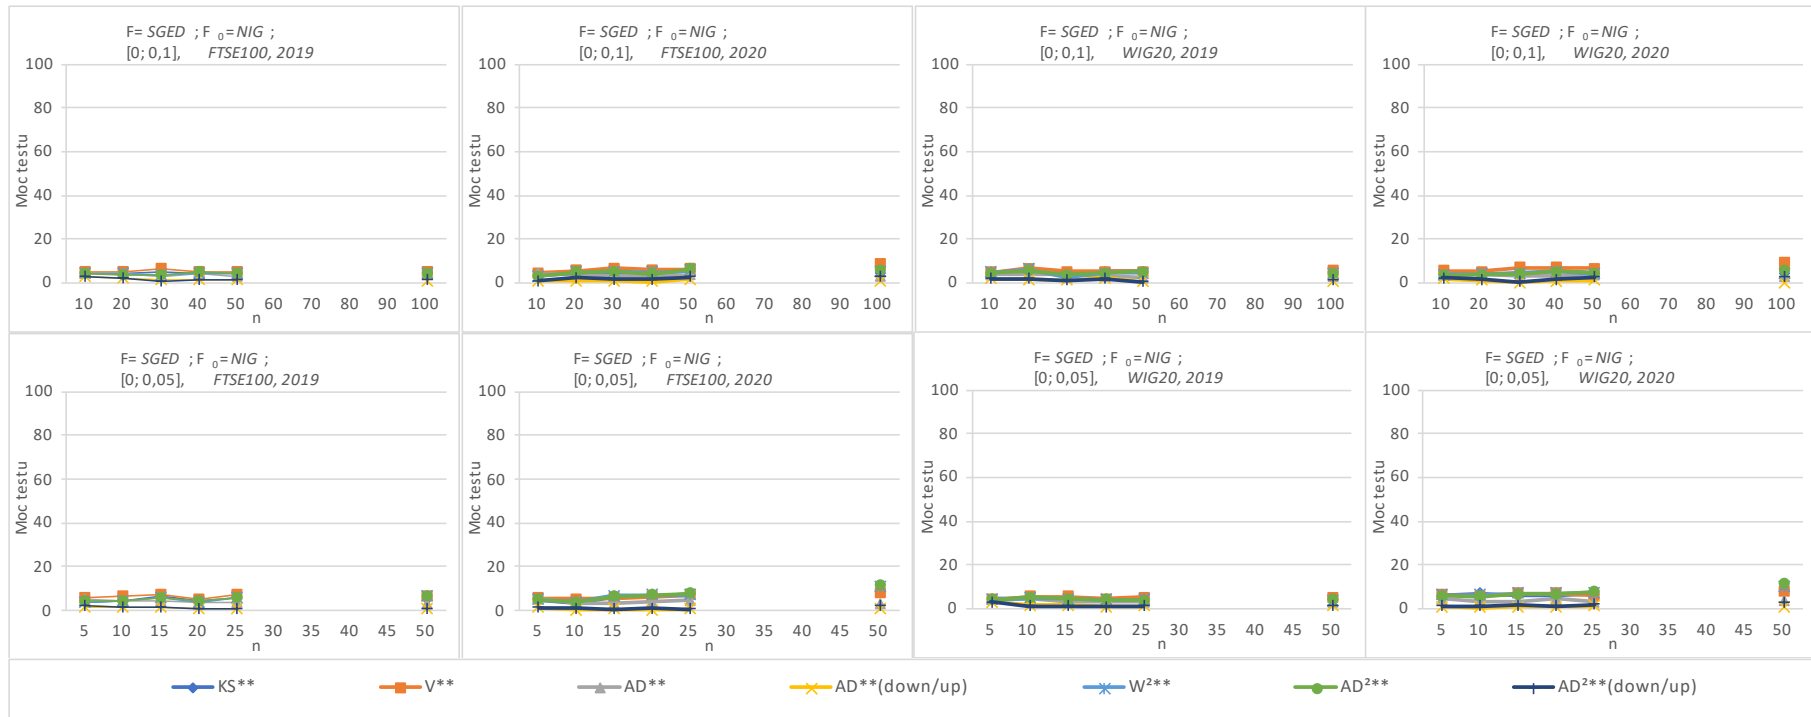 F= SGED ; F 0=NIG ;
[0; 0,1], FTSE100, 2019
100
80
60
40
20
0
Moc testu
10 20 30 40 50 60 70 80 90 100
n
F= SGED ; F 0=NIG ;
[0; 0,1], FTSE100, 2020
100
80
60
40
20
0
Moc testu
10 20 30 40 50 60 70 80 90 100
n
F= SGED ; F 0=NIG ;
[0; 0,1], WIG20, 2019
100
80
60
40
20
0
Moc testu
10 20 30 40 50 60 70 80 90 100
n
F= SGED ; F 0=NIG ;
[0; 0,1], WIG20, 2020
100
80
60
40
20
0
Moc testu
10 20 30 40 50 60 70 80 90 100
n
F= SGED ; F 0=NIG ;
[0; 0,05], FTSE100, 2019
100
80
60
40
20
0
Moc testu
5 10 15 20 25 30 35 40 45 50
n
F= SGED ; F 0=NIG ;
[0; 0,05], FTSE100, 2020
100
80
60
40
20
0
Moc testu
5 10 15 20 25 30 35 40 45 50
n
F= SGED ; F 0=NIG ;
[0; 0,05], WIG20, 2019
100
80
60
40
20
0
Moc testu
5 10 15 20 25 30 35 40 45 50
n
F= SGED ; F 0=NIG ;
[0; 0,05], WIG20, 2020
100
80
60
40
20
0
Moc testu
5 10 15 20 25 30 35 40 45 50
n
KS** V** AD** AD**(down/up) W²** AD²** AD²**(down/up)